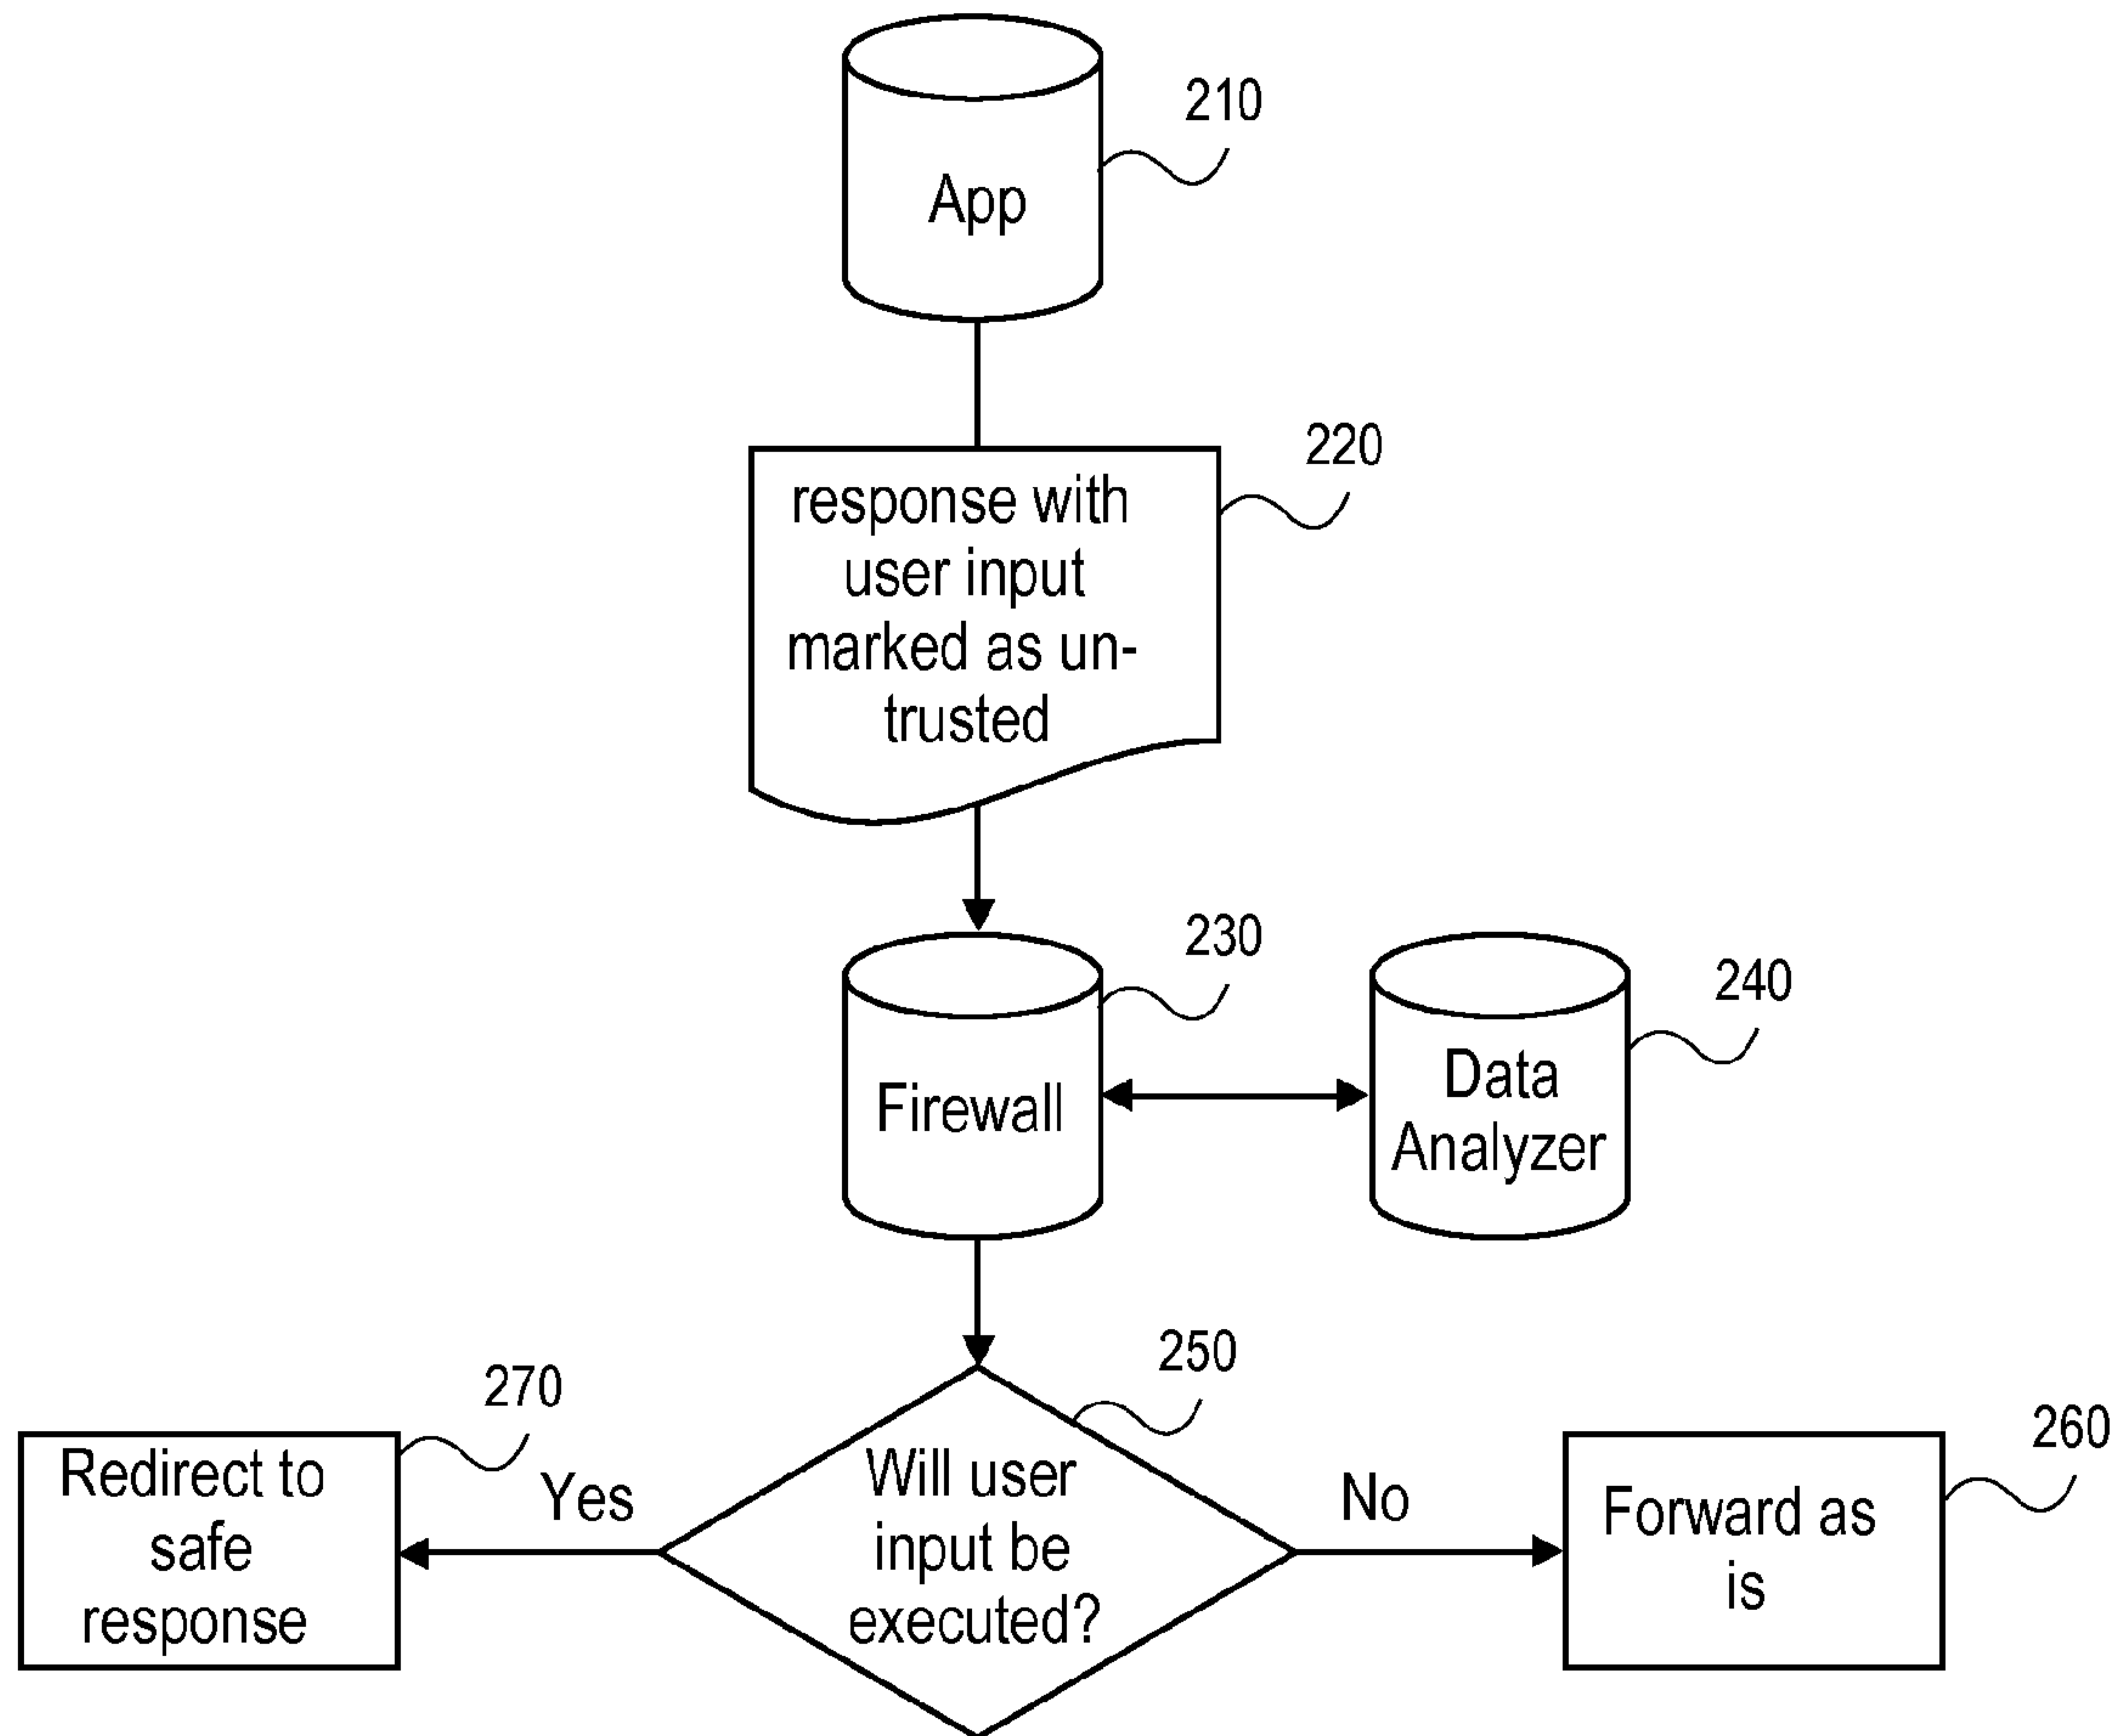 210
App
220
response with
user input
marked as un-
trusted
230
240
Firewall
Data
Analyzer
250
270
260
Redirect to
safe
response
Yes
Will user
input be
executed?
No
Forward as
is